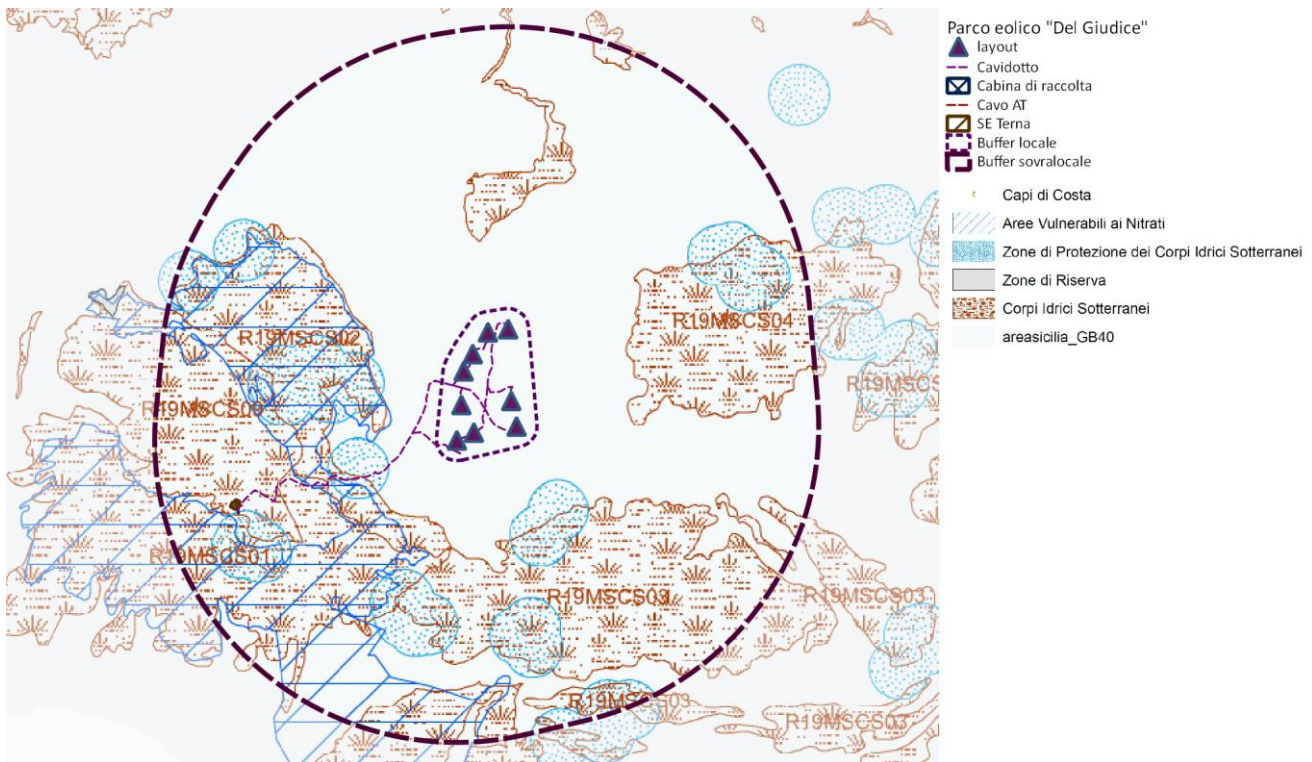 Parco eolico "Del Giudice"
layout
Cavidotto
Cabina di raccolta
Cavo AT
SE Terna
Buffer locale
Buffer sovralocale
Capi di Costa
Aree Vulnerabili ai Nitrati
Zone di Protezione dei Corpi Idrici Sotterranei
Zone di Riserva
Corpi Idrici Sotterranei
areasicilia_GB40
R19MSCS04
R19MSCS02
R19MSCS
R19MSCS01
R19MSCS03
R19MSCS03
R19MSCS03
R19MSCS03